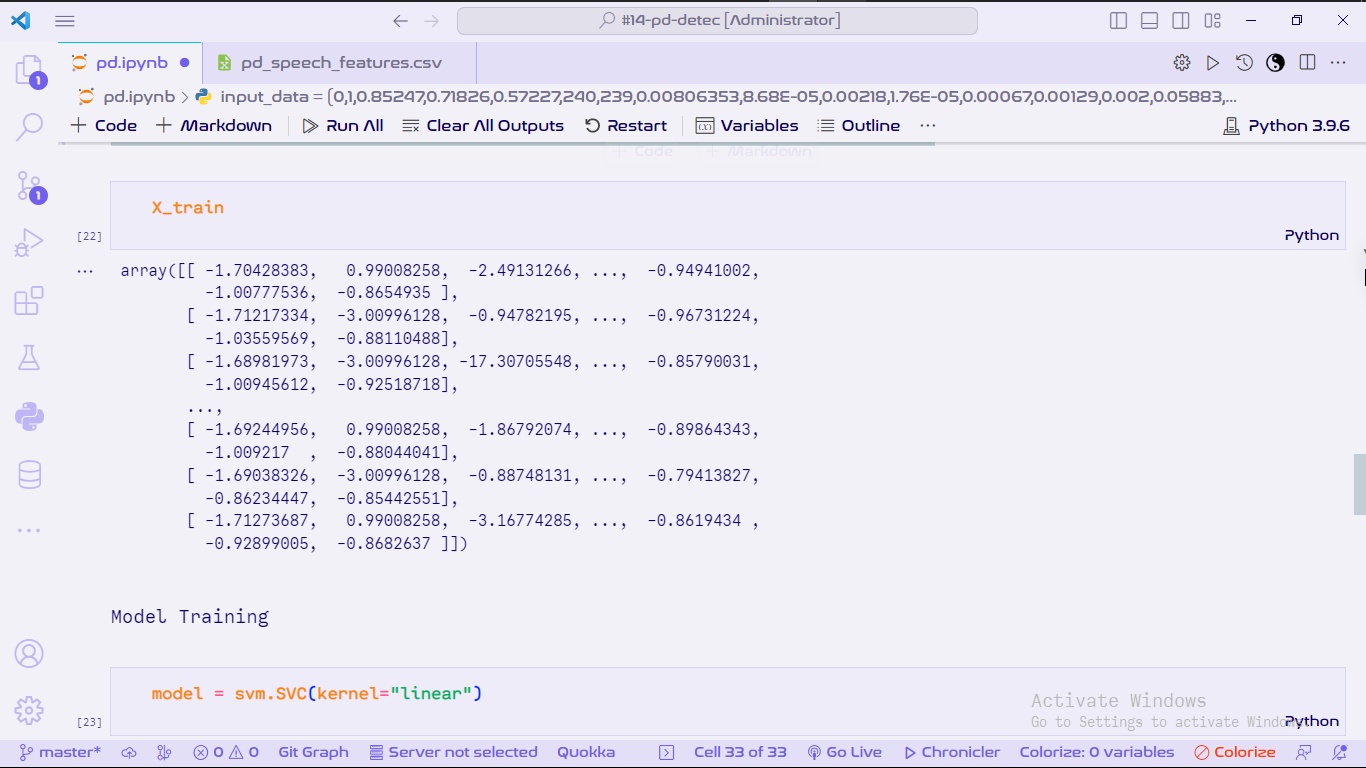 #14-pd-detec [Administrator]
pd.ipynb
pd_speech_features.csv
pd.ipynb > input_data = (0,1,0.85247,0.71826,0.57227,240,239,0.00806353,8.68E-05,0.00218,1.76E-05,0.00067,0.00129,0.002,0.05883,...
+ Code + Markdown Run All Clear All Outputs Restart Variables Outline ... Python 3.9.6
+ Code + Markdown
1
1
X_train
[22]
Python
... array([[ -1.70428383, 0.99008258, -2.49131266, ..., -0.94941002,
-1.00777536, -0.8654935 ],
[ -1.71217334, -3.00996128, -0.94782195, ..., -0.96731224,
-1.03559569, -0.88110488],
[ -1.68981973, -3.00996128, -17.30705548, ..., -0.85790031,
-1.00945612, -0.92518718],
...,
[ -1.69244956, 0.99008258, -1.86792074, ..., -0.89864343,
-1.009217 , -0.88044041],
[ -1.69038326, -3.00996128, -0.88748131, ..., -0.79413827,
-0.86234447, -0.85442551],
[ -1.71273687, 0.99008258, -3.16774285, ..., -0.8619434 ,
-0.92899005, -0.8682637 ]])
Model Training
model = svm.SVC(kernel="linear")
[23]
Python
Activate Windows
Go to Settings to activate Windows.
master* 0 0 Git Graph Server not selected Quokka Cell 33 of 33 Go Live Chronicler Colorize: 0 variables Colorize